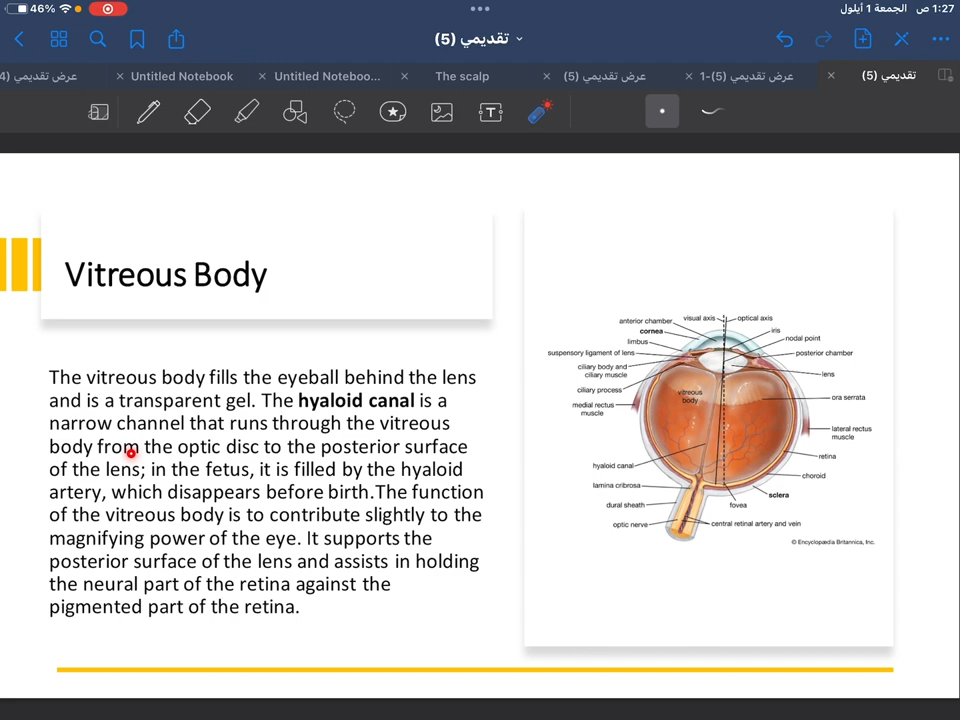 46%
1:27 ص الجمعة 1 أيلول
تقديمي (5)
عرض تقديمي (4
Untitled Notebook
Untitled Noteboo...
The scalp
عرض تقديمي (5)
عرض تقديمي (5)-1
تقديمي (5)
Vitreous Body
The vitreous body fills the eyeball behind the lens
and is a transparent gel. The hyaloid canal is a
narrow channel that runs through the vitreous
body from the optic disc to the posterior surface
of the lens; in the fetus, it is filled by the hyaloid
artery, which disappears before birth.The function
of the vitreous body is to contribute slightly to the
magnifying power of the eye. It supports the
posterior surface of the lens and assists in holding
the neural part of the retina against the
pigmented part of the retina.
visual axis
optical axis
anterior chamber
cornea
iris
limbus
nodal point
suspensory ligament of lens
posterior chamber
ciliary body and
ciliary muscle
lens
ciliary process
vitreous
body
ora serrata
medial rectus
muscle
lateral rectus
muscle
retina
hyaloid canal
choroid
lamina cribrosa
sclera
dural sheath
fovea
optic nerve
central retinal artery and vein
© Encyclopædia Britannica, Inc.